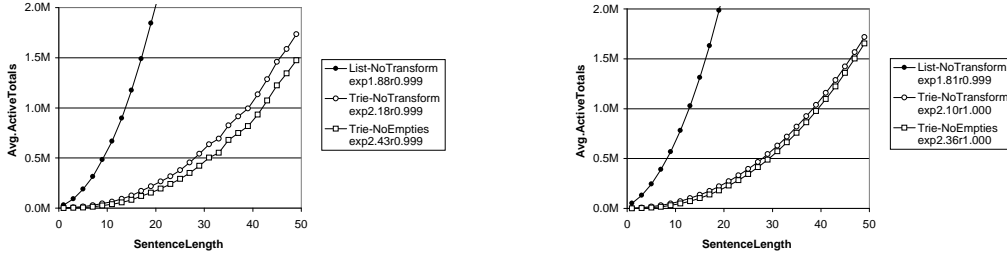 2.0M
1.5M
1.0M
0.5M
0.0M
0 10 20 30 40 50
Avg.ActiveTotals
SentenceLength
List-NoTransform
exp1.88r0.999
Trie-NoTransform
exp2.18r0.999
Trie-NoEmpties
exp2.43r0.999
2.0M
1.5M
1.0M
0.5M
0.0M
0 10 20 30 40 50
Avg.ActiveTotals
SentenceLength
List-NoTransform
exp1.81r0.999
Trie-NoTransform
exp2.10r1.000
Trie-NoEmpties
exp2.36r1.000